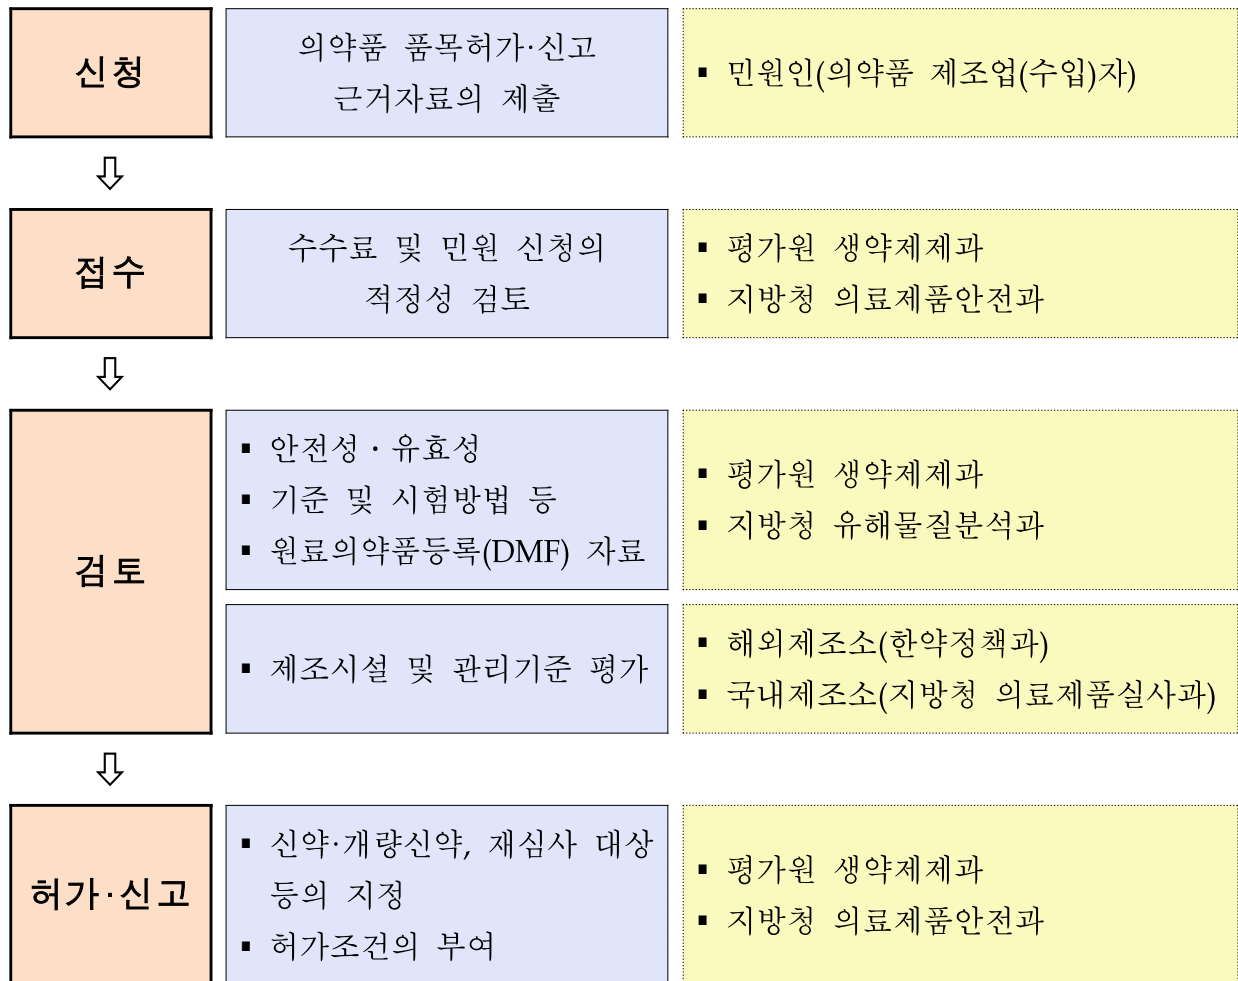 신청
의약품 품목허가·신고
근거자료의 제출
▪ 민원인(의약품 제조업(수입)자)
접수
수수료 및 민원 신청의
적정성 검토
▪ 평가원 생약제제과
▪ 지방청 의료제품안전과
검토
▪ 안전성·유효성
▪ 기준 및 시험방법 등
▪ 원료의약품등록(DMF) 자료
▪ 평가원 생약제제과
▪ 지방청 유해물질분석과
▪ 제조시설 및 관리기준 평가
▪ 해외제조소(한약정책과)
▪ 국내제조소(지방청 의료제품실사과)
허가·신고
▪ 신약·개량신약, 재심사 대상
등의 지정
▪ 허가조건의 부여
▪ 평가원 생약제제과
▪ 지방청 의료제품안전과